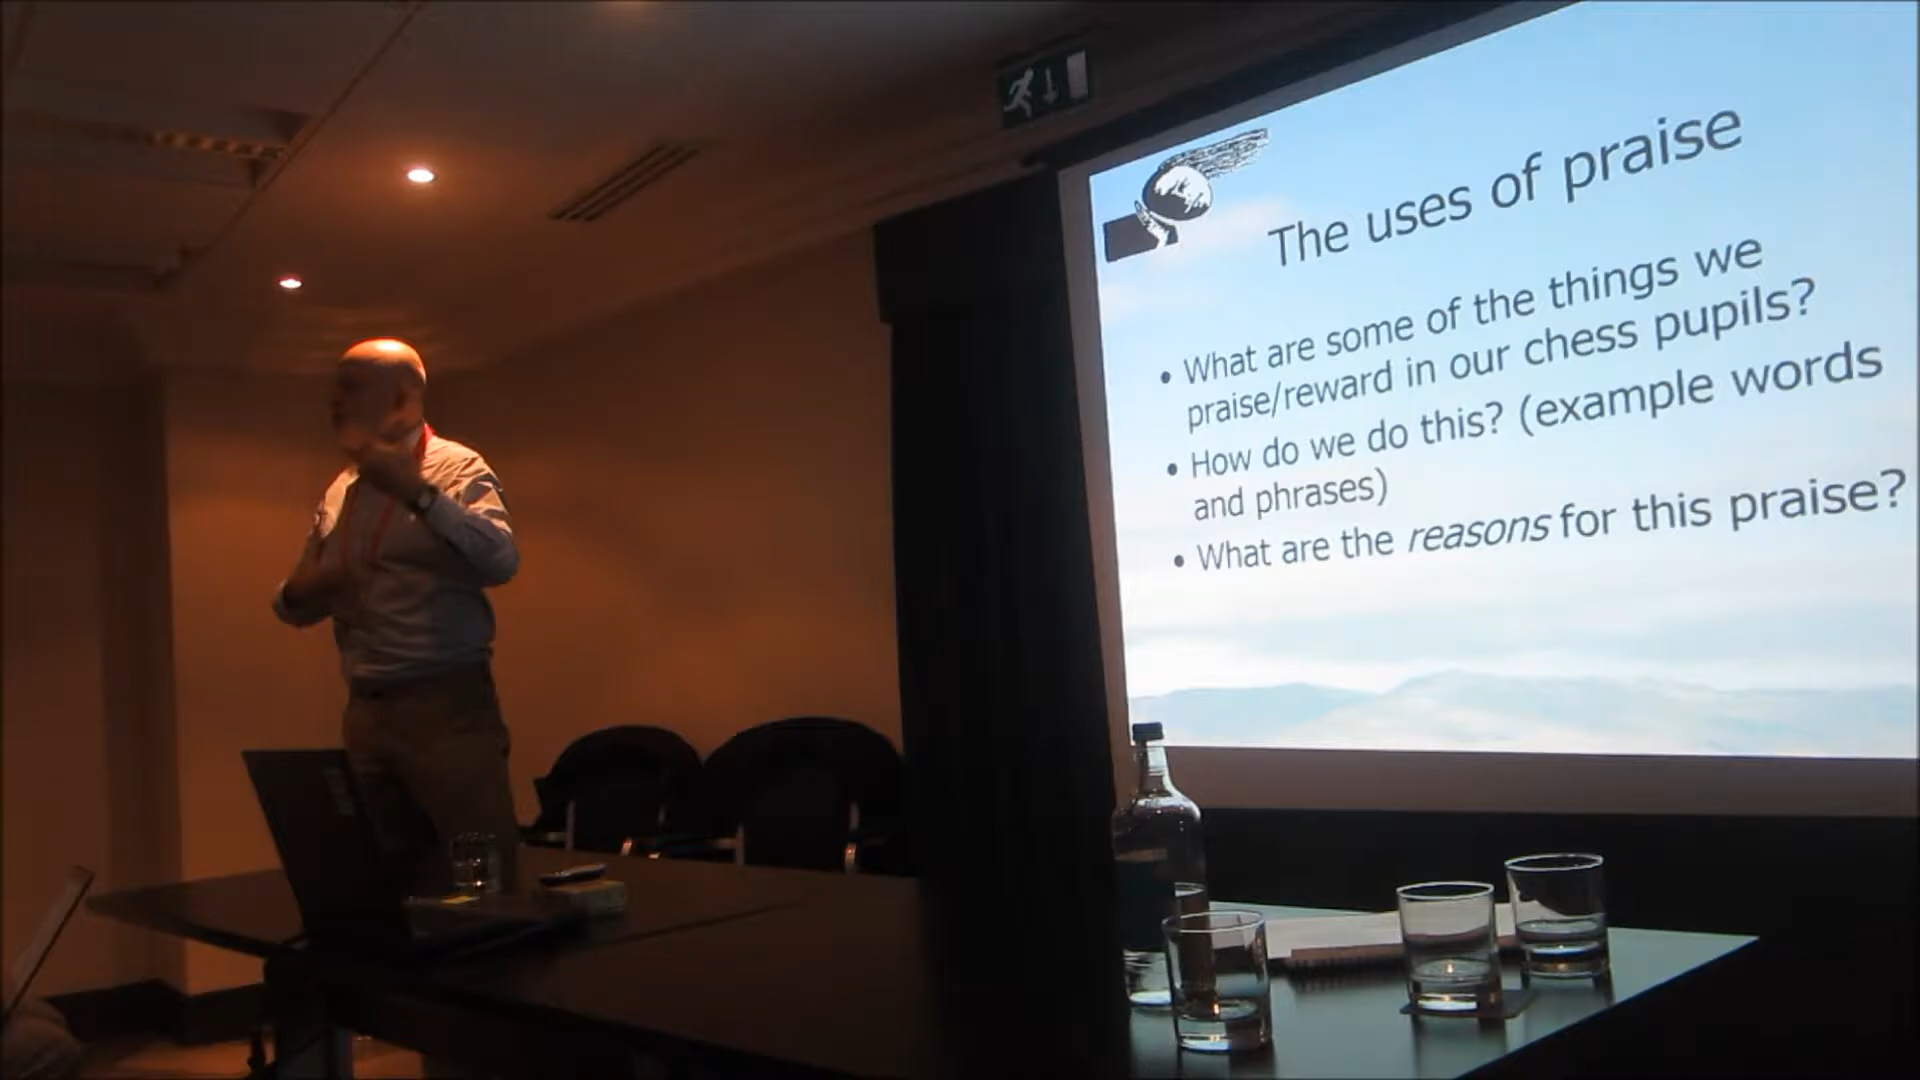 The uses of praise
• What are some of the things we
praise/reward in our chess pupils?
• How do we do this? (example words
and phrases)
• What are the reasons for this praise?